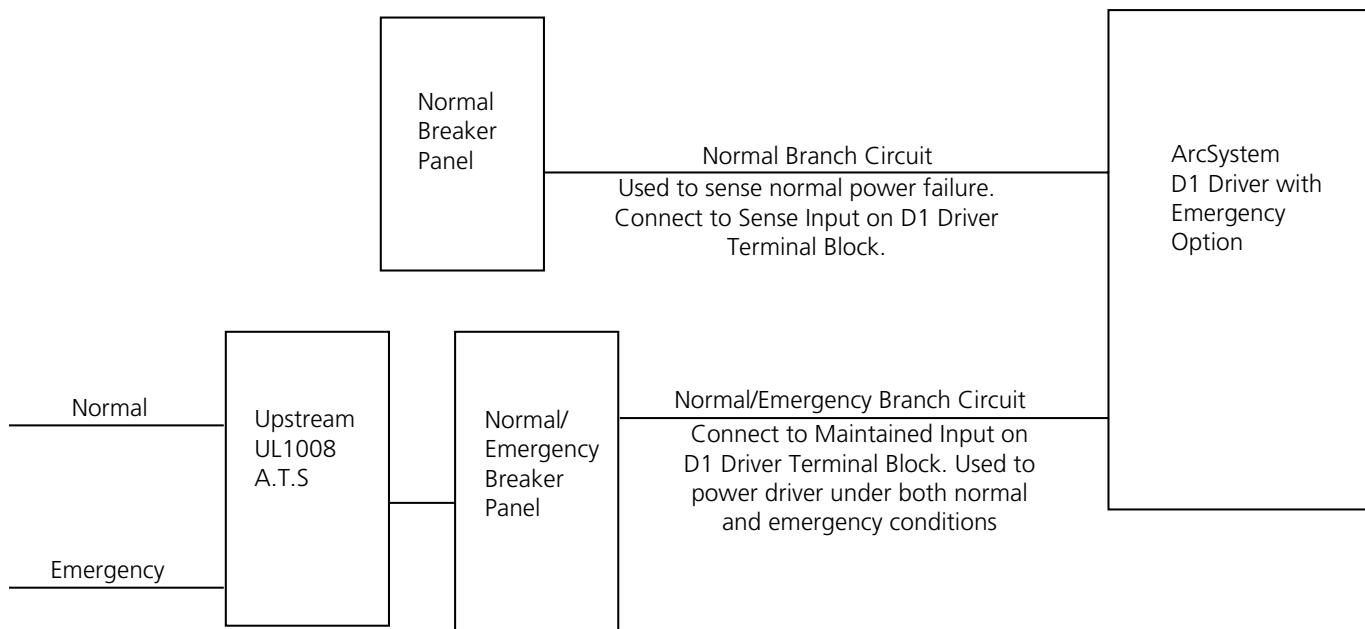 Normal
Breaker
Panel
Normal Branch Circuit
Used to sense normal power failure.
Connect to Sense Input on D1 Driver
Terminal Block.
ArcSystem
D1 Driver with
Emergency
Option
Normal
Emergency
Upstream
UL1008
A.T.S
Normal/
Emergency
Breaker
Panel
Normal/Emergency Branch Circuit
Connect to Maintained Input on
D1 Driver Terminal Block. Used to
power driver under both normal
and emergency conditions